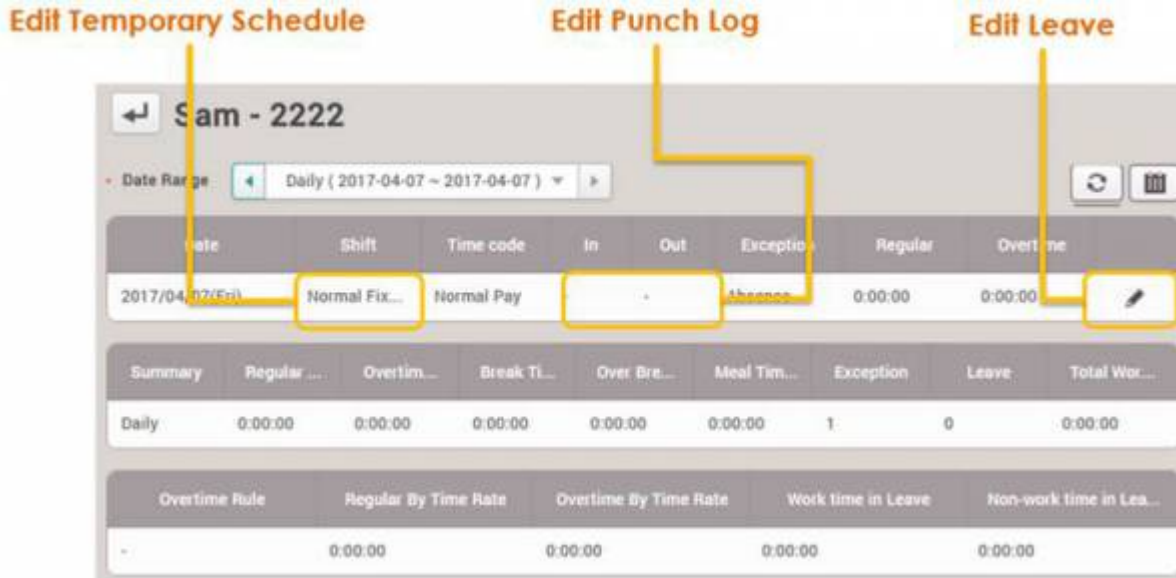 Edit Temporary Schedule Edit Punch Log Edit Leave
Sam - 2222
Date Range Daily ( 2017-04-07 ~ 2017-04-07 )
Date Shift Time code In Out Exception Regular Overtime
2017/04/07(Fri) Normal Fix... Normal Pay - - Absence 0:00:00 0:00:00
Summary Regular ... Overtim... Break Ti... Over Bre... Meal Tim... Exception Leave Total Wor...
Daily 0:00:00 0:00:00 0:00:00 0:00:00 0:00:00 1 0 0:00:00
Overtime Rule Regular By Time Rate Overtime By Time Rate Work time in Leave Non-work time in Lea...
- 0:00:00 0:00:00 0:00:00 0:00:00